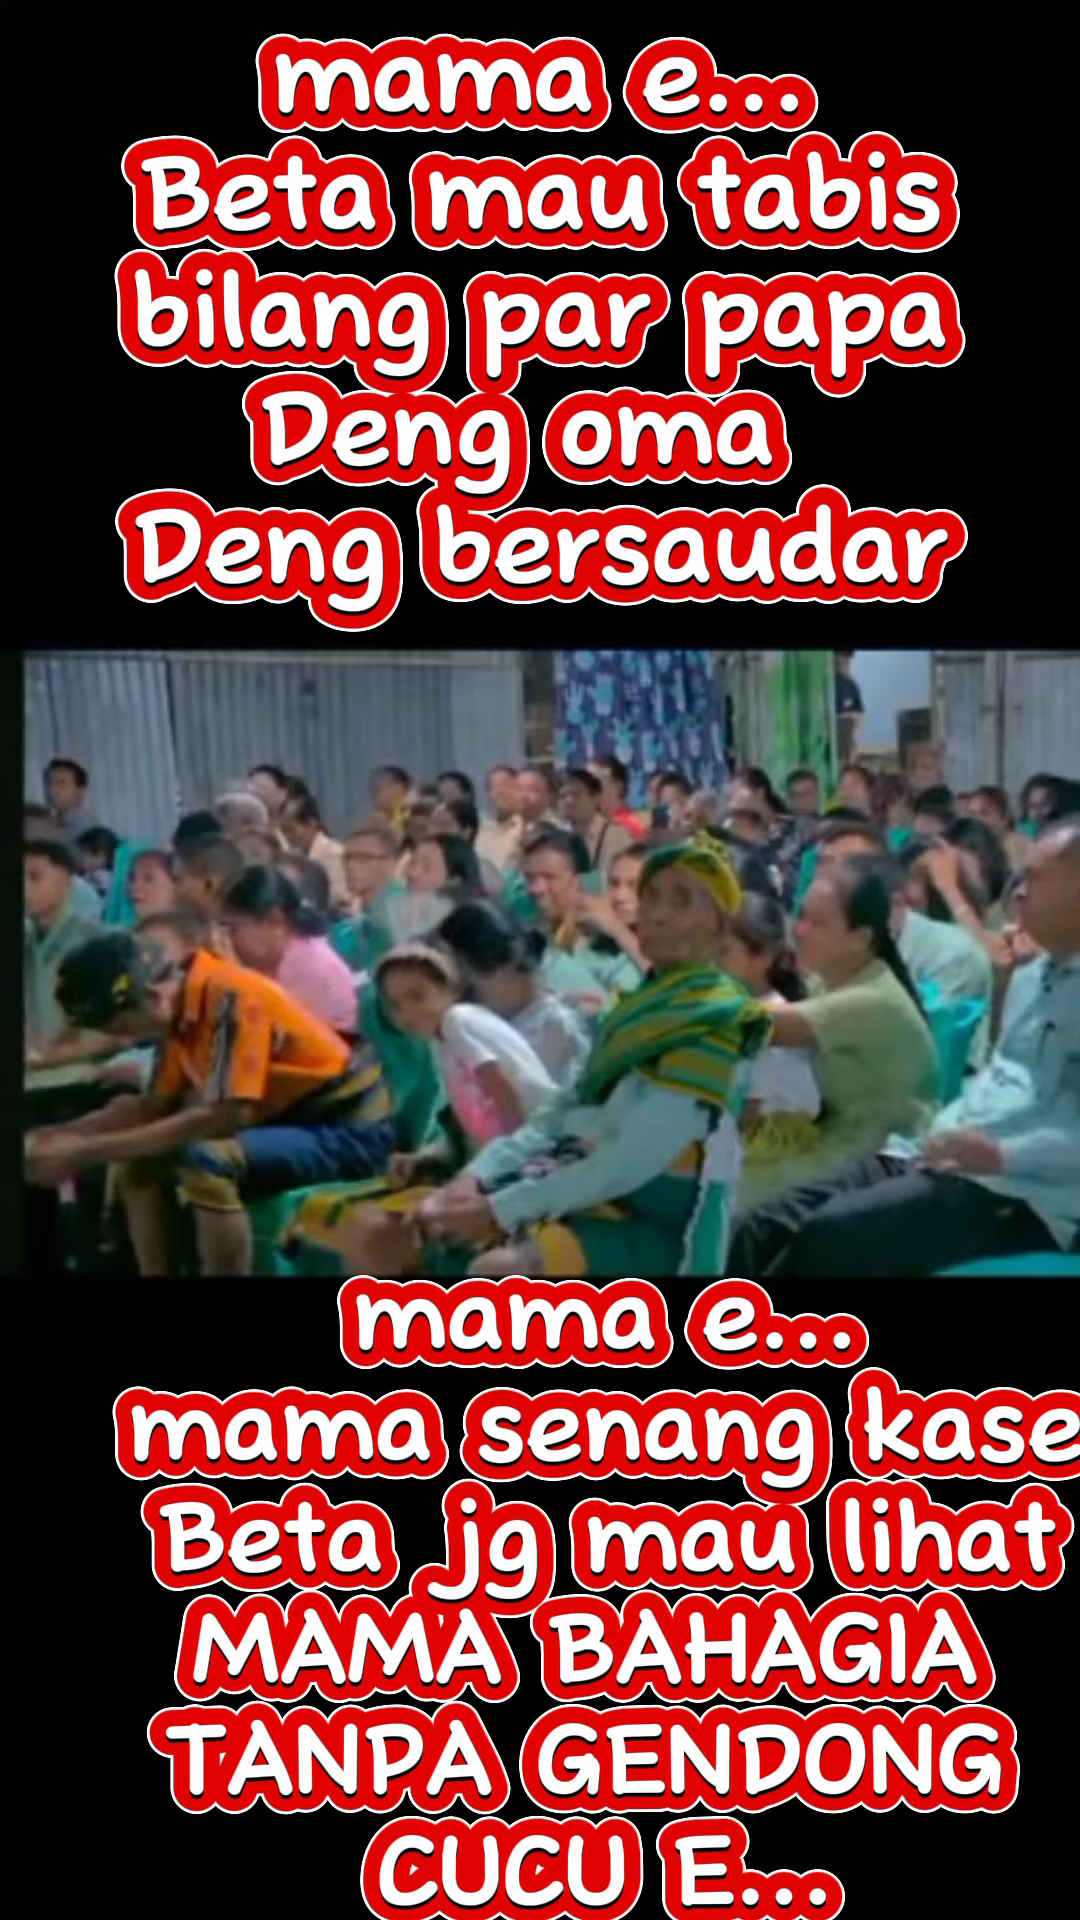 mama e...
Beta mau tabis
bilang par papa
Deng oma
Deng bersaudar
mama e...
mama senang kase
Beta jg mau lihat
MAMA BAHAGIA
TANPA GENDONG
CUCU E...